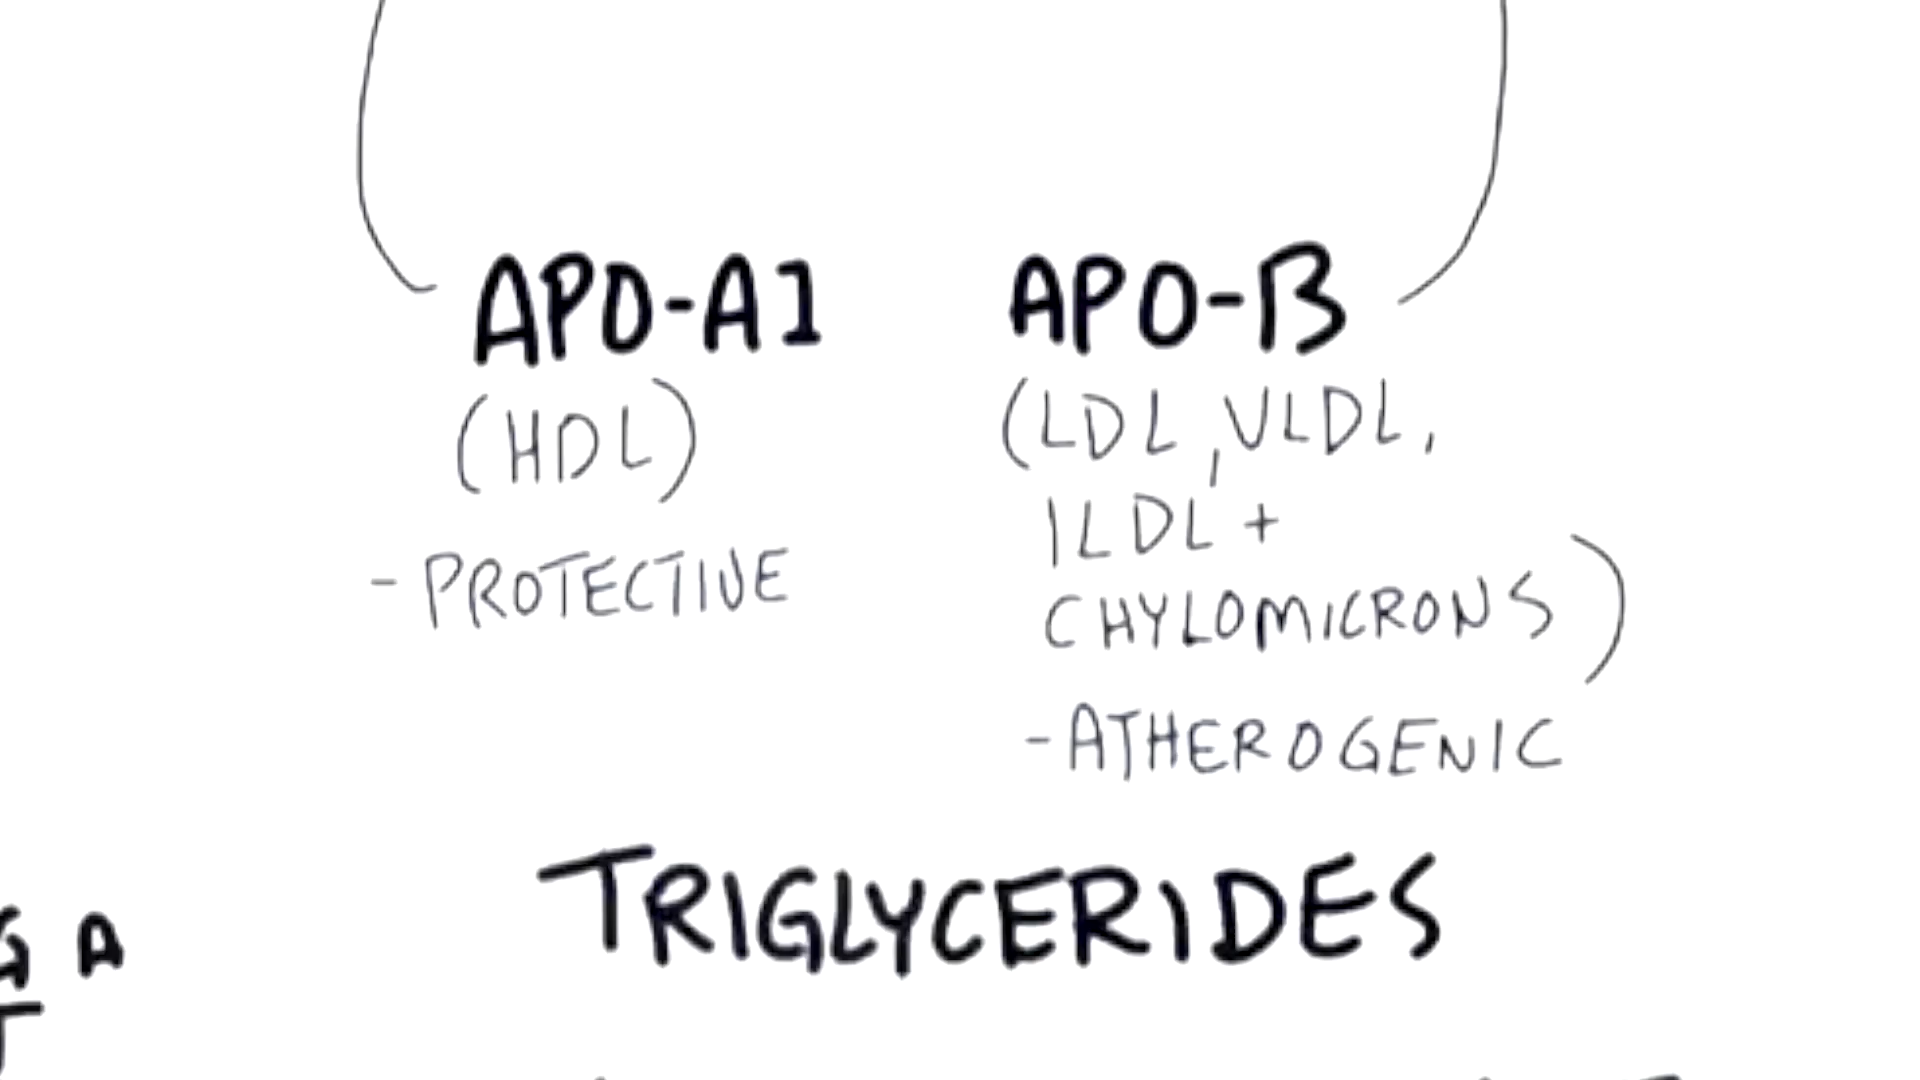 APO-A1
(HDL)
- PROTECTIVE
APO-B
(LDL, VLDL,
ILDL +
CHYLOMICRONS)
- ATHEROGENIC
TRIGLYCERIDES
G A